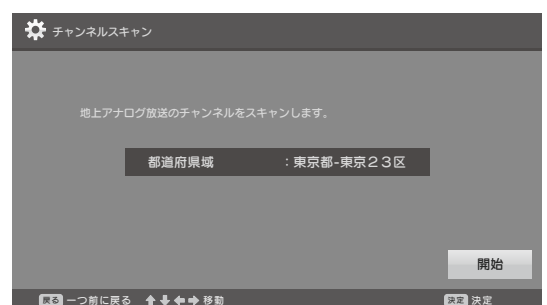 チャンネルスキャン
地上アナログ放送のチャンネルをスキャンします。
都道府県域 ：東京都-東京２３区
開始
戻る 一つ前に戻る 移動 決定 決定